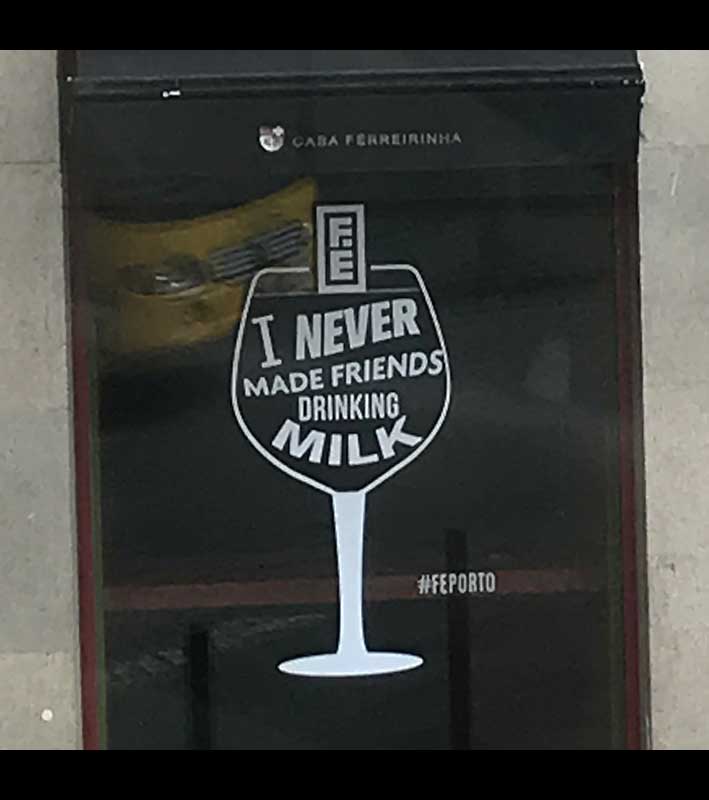 CASA FERREIRINHA
F.
E
I NEVER
MADE FRIENDS
DRINKING
MILK
#FEPORTO